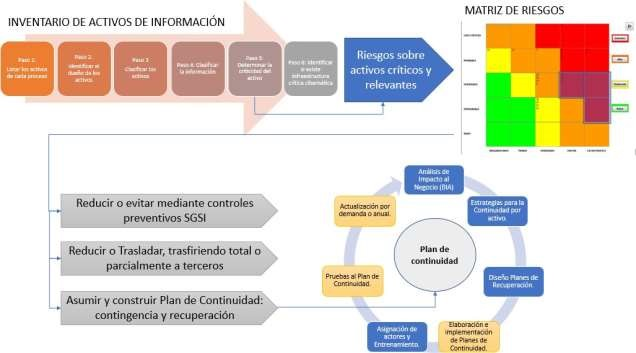 INVENTARIO DE ACTIVOS DE INFORMACIÓN
MATRIZ DE RIESGOS
Paso 1:
Listar los activos
de cada proceso
Paso 2:
Identificar el
dueño de los
activos.
Paso 3
Clasificar los
activos
Paso 4: Clasificar
la información
Paso 5:
Determinar la
criticidad del
activo
Paso 6: Identificar
si existe
infraestructura
crítica cibernética
Riesgos sobre
activos críticos y
relevantes
Reducir o evitar mediante controles
preventivos SGSI
Reducir o Trasladar, trasfiriendo total o
parcialmente a terceros
Asumir y construir Plan de Continuidad:
contingencia y recuperación
Análisis de
Impacto al
Negocio (BIA)
Estrategias para la
Continuidad por
activo.
Diseño Planes de
Recuperación.
Elaboración e
implementación
de Planes de
Continuidad.
Asignación de
actores y
Entrenamiento.
Pruebas al Plan de
Continuidad.
Actualización por
demanda o anual.
Plan de
continuidad